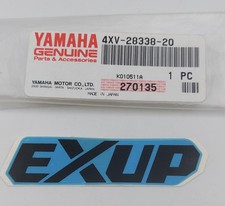 YAMAHA
GENUINE
Parts & Accessories
4XV-28338-20
YAMAHA MOTOR CO., LTD.
K010511A
1 PC
270135
MADE IN JAPAN
EXUP